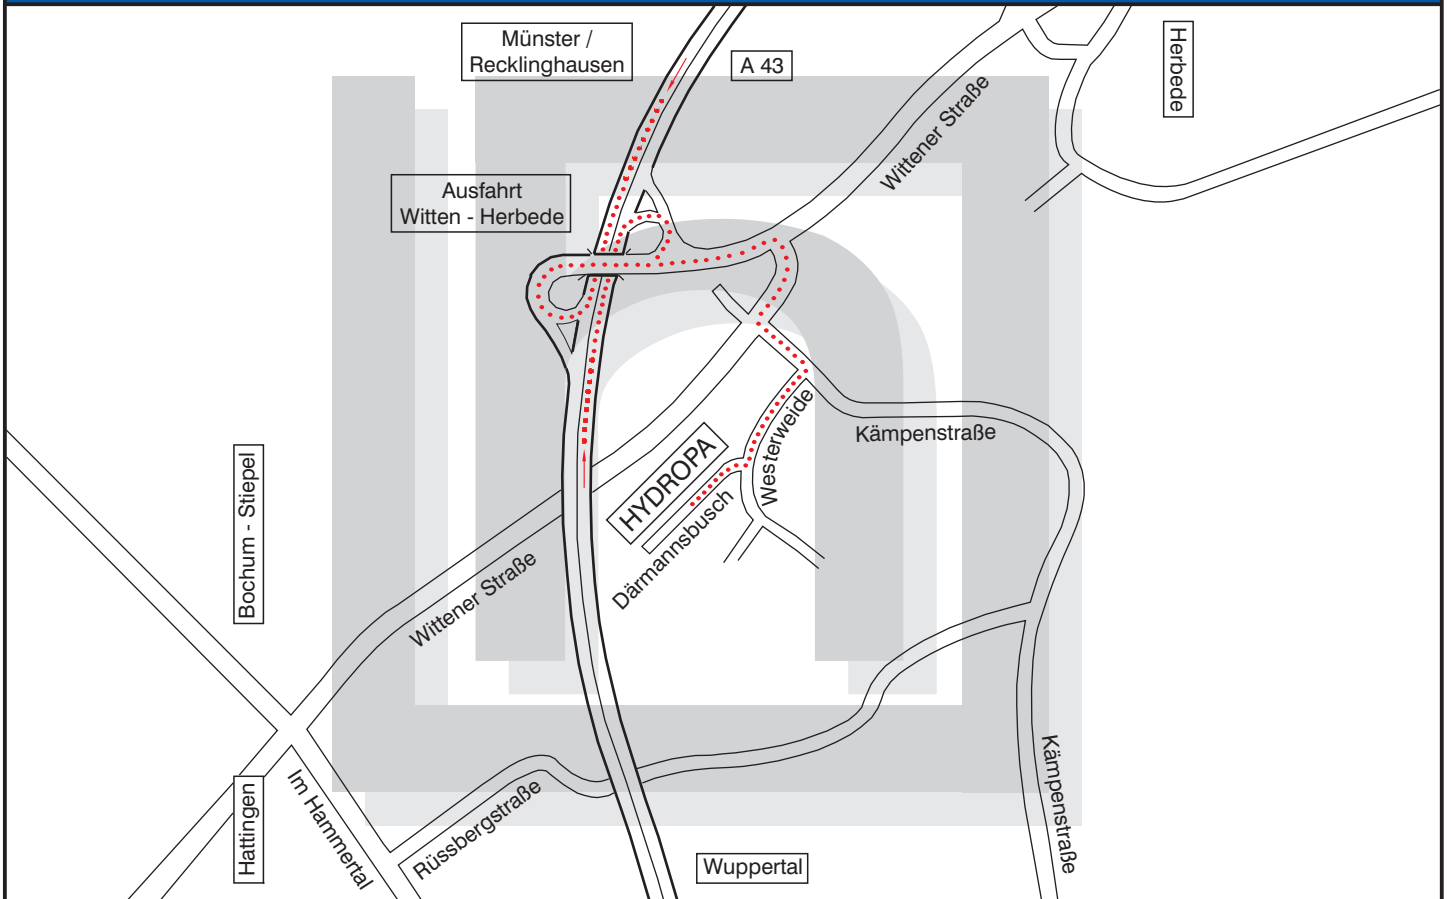 Münster /
Recklinghausen
A 43
Herbede
Wittener Straße
Ausfahrt
Witten - Herbede
Kämpenstraße
Westerweide
HYDROPA
Därmannsbusch
Bochum - Stiepel
Wittener Straße
Hattingen
Im Hammertal
Rüssbergstraße
Wuppertal
Kämpenstraße